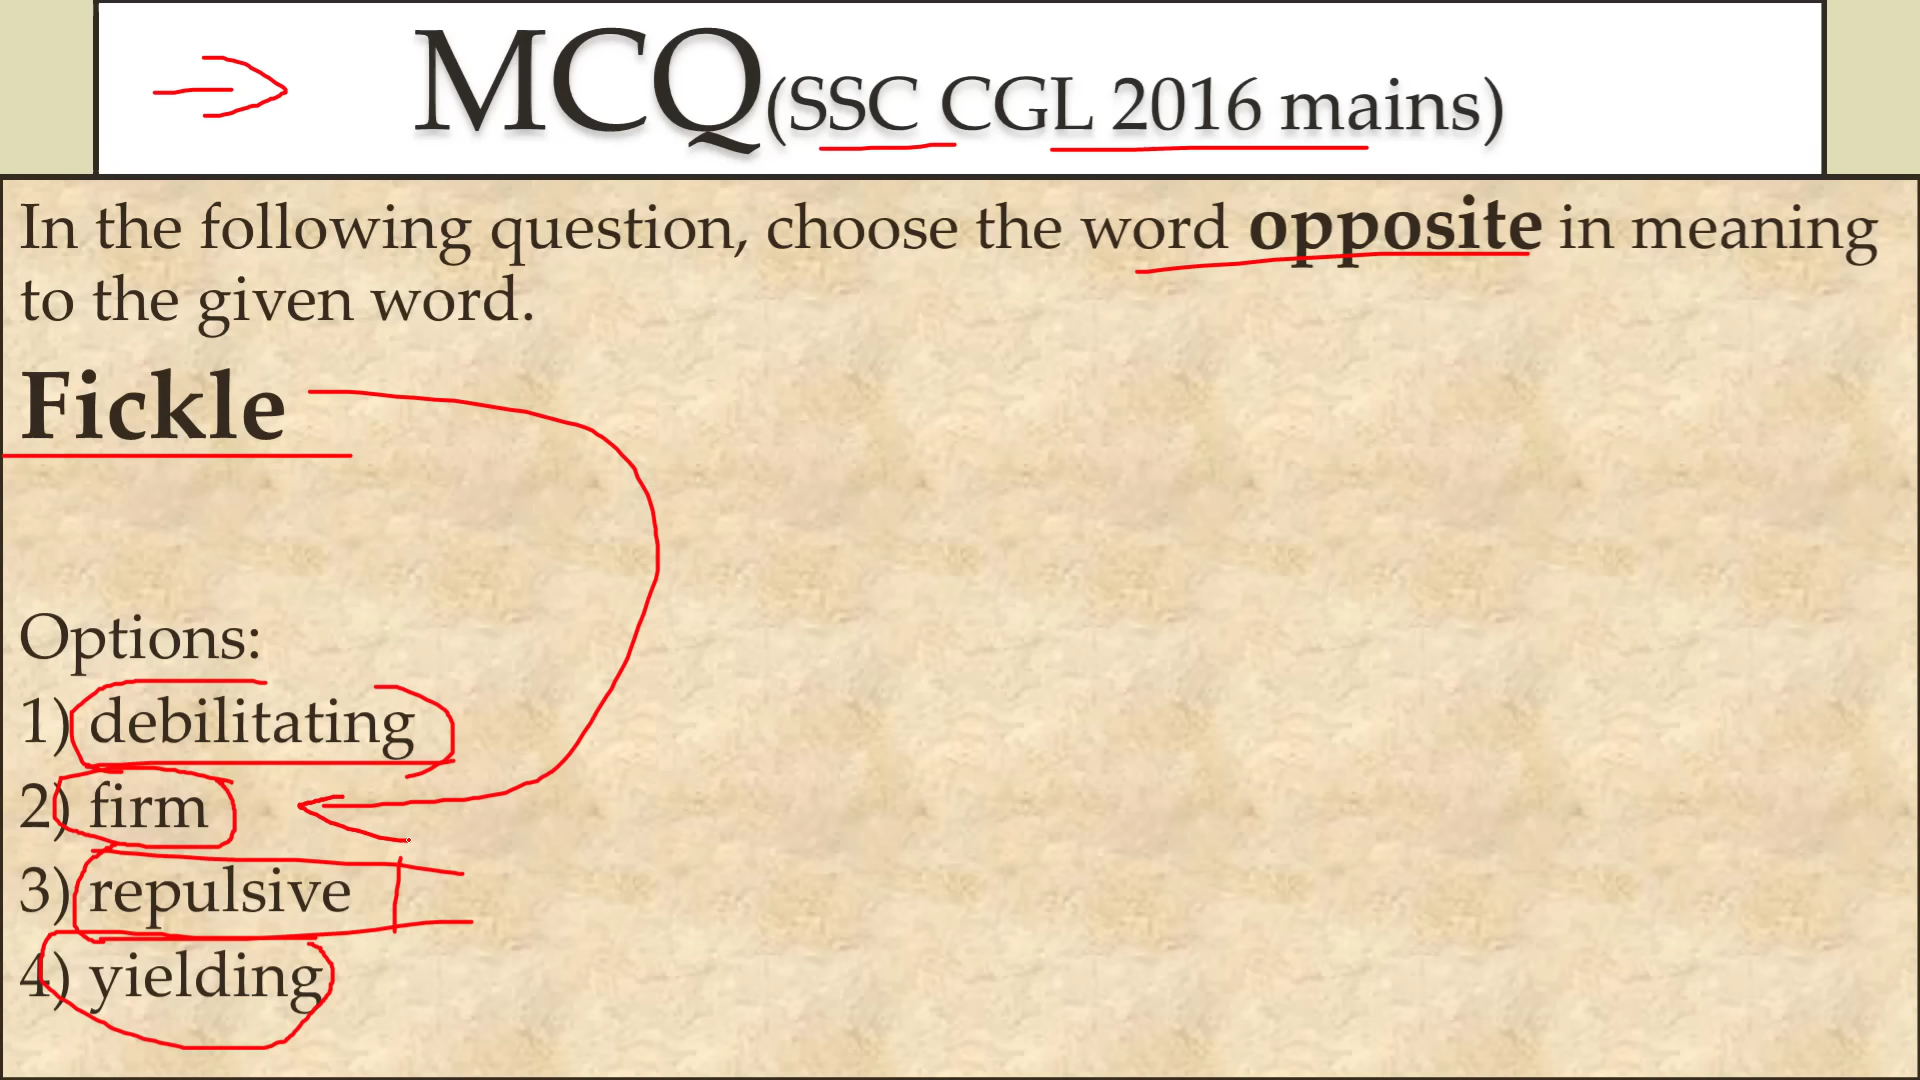 MCQ(SSC CGL 2016 mains)
In the following question, choose the word opposite in meaning
to the given word.
Fickle
Options:
1) debilitating
2) firm
3) repulsive
4) yielding